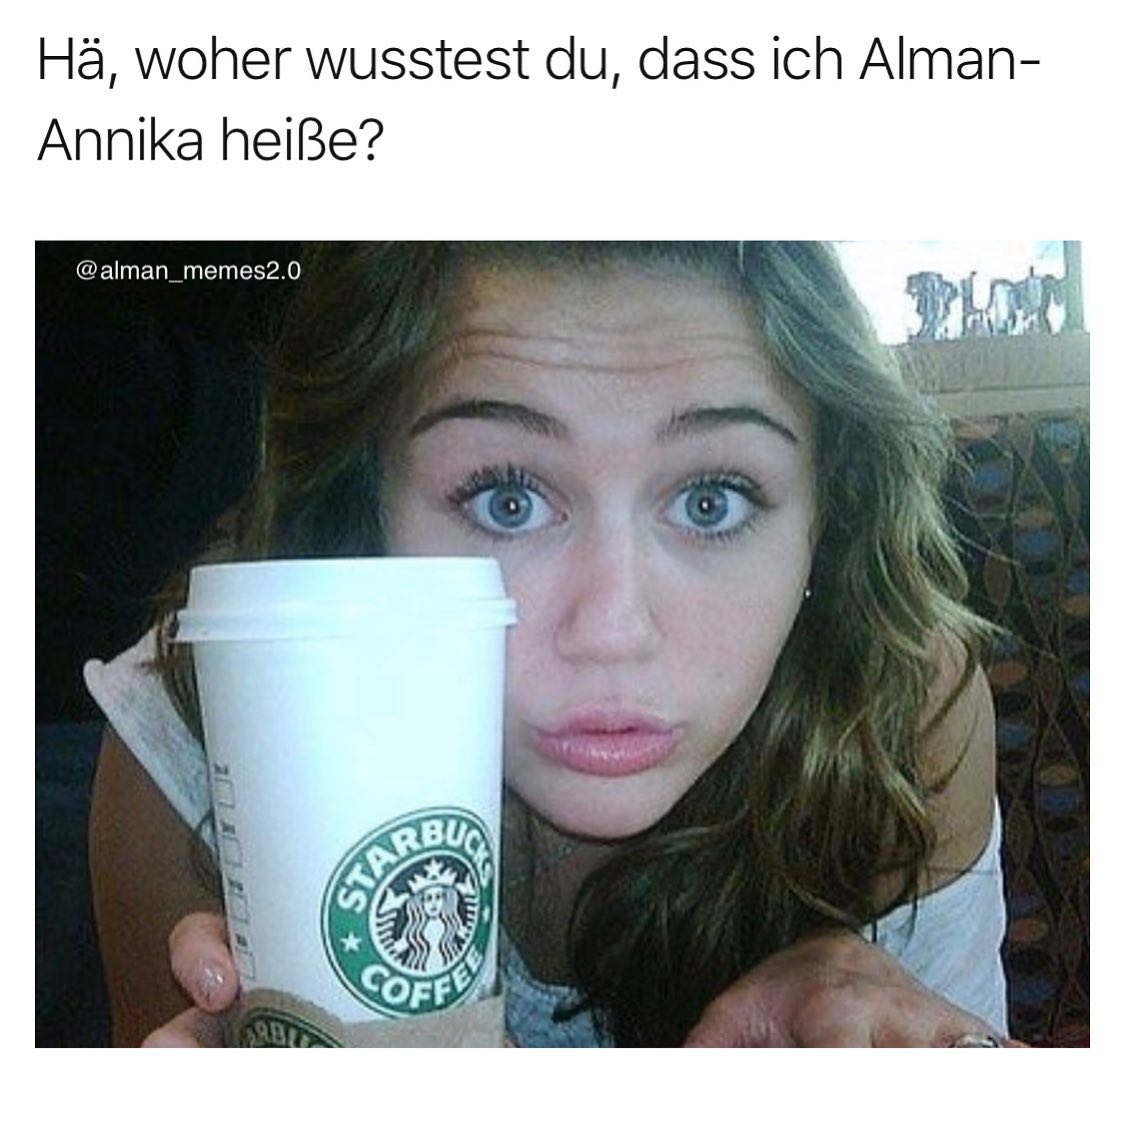 Hä, woher wusstest du, dass ich Alman-
Annika heiße?
@alman_memes2.0
STARBUCKS
COFFEE